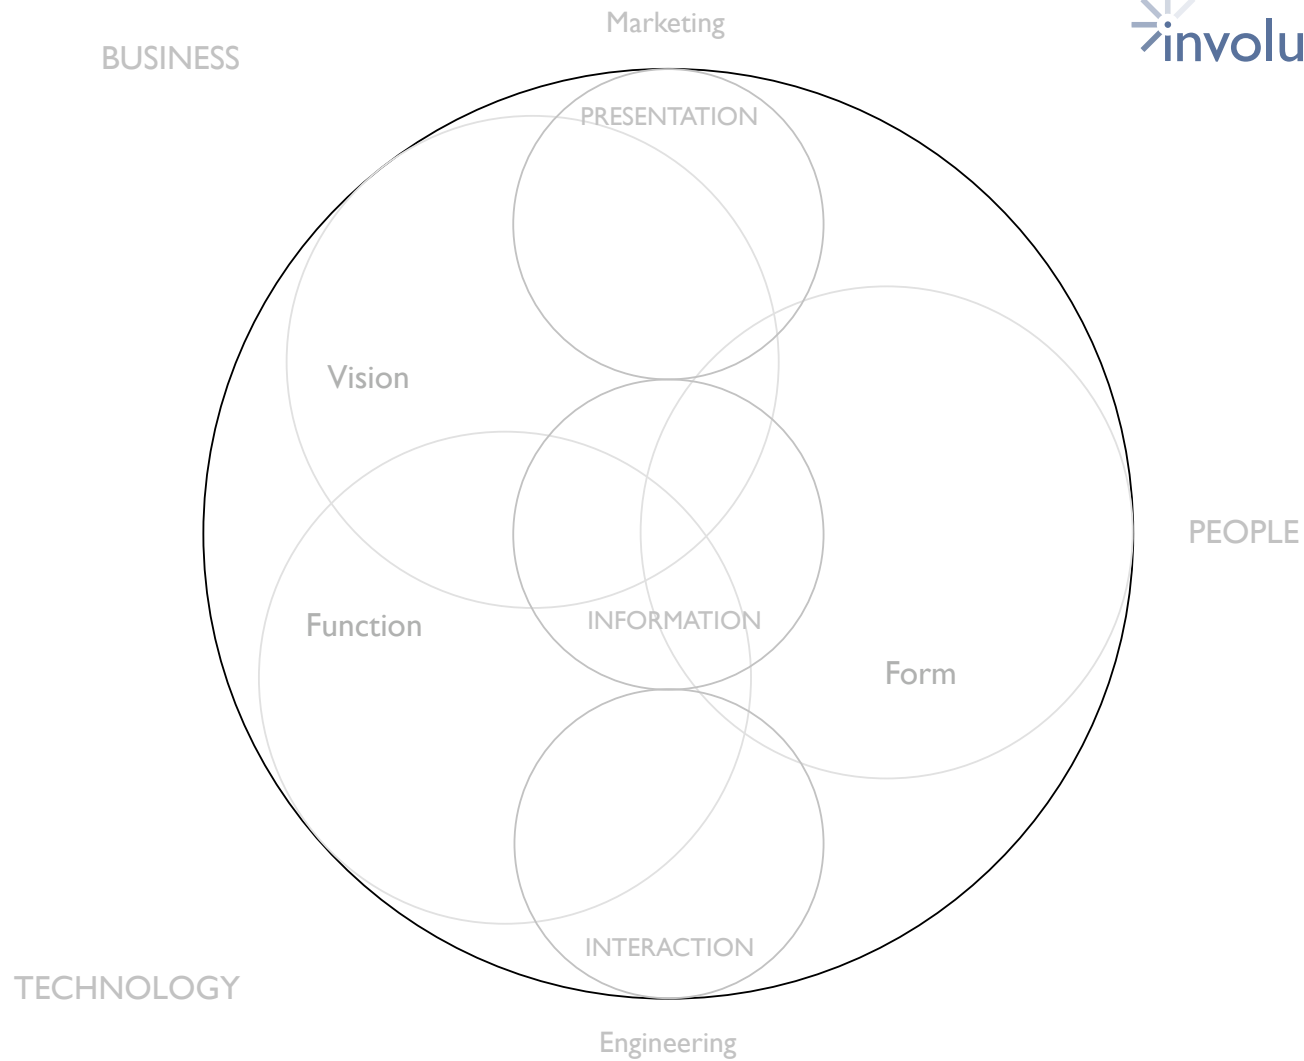 Marketing
BUSINESS
involu
PRESENTATION
Vision
PEOPLE
INFORMATION
Function
Form
INTERACTION
TECHNOLOGY
Engineering